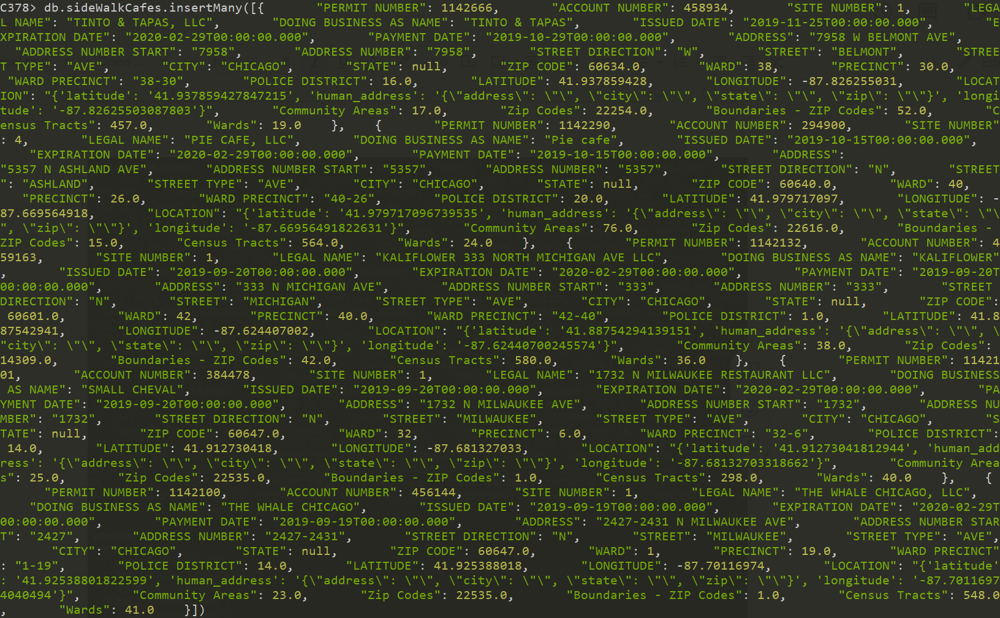 C378> db.sideWalkCafes.insertMany([{       "PERMIT NUMBER": 1142666,        "ACCOUNT NUMBER": 458934,        "SITE NUMBER": 1,        "LEGA
L NAME": "TINTO & TAPAS, LLC",       "DOING BUSINESS AS NAME": "TINTO & TAPAS",        "ISSUED DATE": "2019-11-25T00:00:00.000",        "E
XPIRATION DATE": "2020-02-29T00:00:00.000",        "PAYMENT DATE": "2019-10-29T00:00:00.000",        "ADDRESS": "7958 W BELMONT AVE",
  "ADDRESS NUMBER START": "7958",        "ADDRESS NUMBER": "7958",        "STREET DIRECTION": "W",        "STREET": "BELMONT",        "STREE
T TYPE": "AVE",        "CITY": "CHICAGO",        "STATE": null,        "ZIP CODE": 60634.0,        "WARD": 38,        "PRECINCT": 30.0,
 "WARD PRECINCT": "38-30",        "POLICE DISTRICT": 16.0,        "LATITUDE": 41.937859428,        "LONGITUDE": -87.826255031,        "LOCAT
ION": "{'latitude': '41.937859427847215', 'human_address': '{\"address\": \"\", \"city\": \"\", \"state\": \"\", \"zip\": \"\"}', 'longi
tude': '-87.82625503087803'}",        "Community Areas": 17.0,        "Zip Codes": 22254.0,        "Boundaries - ZIP Codes": 52.0,        "C
ensus Tracts": 457.0,        "Wards": 19.0    },    {       "PERMIT NUMBER": 1142290,        "ACCOUNT NUMBER": 294900,        "SITE NUMBER"
: 4,        "LEGAL NAME": "PIE CAFE, LLC",        "DOING BUSINESS AS NAME": "Pie cafe",        "ISSUED DATE": "2019-10-15T00:00:00.000",
    "EXPIRATION DATE": "2020-02-29T00:00:00.000",        "PAYMENT DATE": "2019-10-15T00:00:00.000",        "ADDRESS":
"5357 N ASHLAND AVE",        "ADDRESS NUMBER START": "5357",        "ADDRESS NUMBER": "5357",        "STREET DIRECTION": "N",        "STREET
": "ASHLAND",        "STREET TYPE": "AVE",        "CITY": "CHICAGO",        "STATE": null,        "ZIP CODE": 60640.0,        "WARD": 40,
   "PRECINCT": 26.0,        "WARD PRECINCT": "40-26",        "POLICE DISTRICT": 20.0,        "LATITUDE": 41.979717097,        "LONGITUDE": -
87.669564918,        "LOCATION": "{'latitude': '41.979717096739535', 'human_address': '{\"address\": \"\", \"city\": \"\", \"state\": \"\
", \"zip\": \"\"}', 'longitude': '-87.66956491822631'}",        "Community Areas": 76.0,        "Zip Codes": 22616.0,        "Boundaries -
ZIP Codes": 15.0,        "Census Tracts": 564.0,        "Wards": 24.0    },    {       "PERMIT NUMBER": 1142132,        "ACCOUNT NUMBER": 4
59163,        "SITE NUMBER": 1,        "LEGAL NAME": "KALIFLOWER 333 NORTH MICHIGAN AVE LLC",        "DOING BUSINESS AS NAME": "KALIFLOWER"
,        "ISSUED DATE": "2019-09-20T00:00:00.000",        "EXPIRATION DATE": "2020-02-29T00:00:00.000",        "PAYMENT DATE": "2019-09-20T
00:00:00.000",        "ADDRESS": "333 N MICHIGAN AVE",        "ADDRESS NUMBER START": "333",        "ADDRESS NUMBER": "333",        "STREET
DIRECTION": "N",        "STREET": "MICHIGAN",        "STREET TYPE": "AVE",        "CITY": "CHICAGO",        "STATE": null,        "ZIP CODE":
 60601.0,        "WARD": 42,        "PRECINCT": 40.0,        "WARD PRECINCT": "42-40",        "POLICE DISTRICT": 1.0,        "LATITUDE": 41.8
87542941,        "LONGITUDE": -87.624407002,        "LOCATION": "{'latitude': '41.88754294139151', 'human_address': '{\"address\": \"\", \
"city\": \"\", \"state\": \"\", \"zip\": \"\"}', 'longitude': '-87.62440700245574'}",        "Community Areas": 38.0,        "Zip Codes":
14309.0,        "Boundaries - ZIP Codes": 42.0,        "Census Tracts": 580.0,        "Wards": 36.0    },    {       "PERMIT NUMBER": 11421
01,        "ACCOUNT NUMBER": 384478,        "SITE NUMBER": 1,        "LEGAL NAME": "1732 N MILWAUKEE RESTAURANT LLC",        "DOING BUSINESS
 AS NAME": "SMALL CHEVAL",        "ISSUED DATE": "2019-09-20T00:00:00.000",        "EXPIRATION DATE": "2020-02-29T00:00:00.000",        "PA
YMENT DATE": "2019-09-20T00:00:00.000",        "ADDRESS": "1732 N MILWAUKEE AVE",        "ADDRESS NUMBER START": "1732",        "ADDRESS NU
MBER": "1732",        "STREET DIRECTION": "N",        "STREET": "MILWAUKEE",        "STREET TYPE": "AVE",        "CITY": "CHICAGO",        "S
TATE": null,        "ZIP CODE": 60647.0,        "WARD": 32,        "PRECINCT": 6.0,        "WARD PRECINCT": "32-6",        "POLICE DISTRICT":
 14.0,        "LATITUDE": 41.912730418,        "LONGITUDE": -87.681327033,        "LOCATION": "{'latitude': '41.91273041812944', 'human_add
ress': '{\"address\": \"\", \"city\": \"\", \"state\": \"\", \"zip\": \"\"}', 'longitude': '-87.68132703318662'}",        "Community Area
s": 25.0,        "Zip Codes": 22535.0,        "Boundaries - ZIP Codes": 1.0,        "Census Tracts": 298.0,        "Wards": 40.0    },    {
      "PERMIT NUMBER": 1142100,        "ACCOUNT NUMBER": 456144,        "SITE NUMBER": 1,        "LEGAL NAME": "THE WHALE CHICAGO, LLC",
    "DOING BUSINESS AS NAME": "THE WHALE CHICAGO",        "ISSUED DATE": "2019-09-19T00:00:00.000",        "EXPIRATION DATE": "2020-02-29T
00:00:00.000",        "PAYMENT DATE": "2019-09-19T00:00:00.000",        "ADDRESS": "2427-2431 N MILWAUKEE AVE",        "ADDRESS NUMBER STAR
T": "2427",        "ADDRESS NUMBER": "2427-2431",        "STREET DIRECTION": "N",        "STREET": "MILWAUKEE",        "STREET TYPE": "AVE",
       "CITY": "CHICAGO",        "STATE": null,        "ZIP CODE": 60647.0,        "WARD": 1,        "PRECINCT": 19.0,        "WARD PRECINCT"
: "1-19",        "POLICE DISTRICT": 14.0,        "LATITUDE": 41.925388018,        "LONGITUDE": -87.70116974,        "LOCATION": "{'latitude'
: '41.92538801822599', 'human_address': '{\"address\": \"\", \"city\": \"\", \"state\": \"\", \"zip\": \"\"}', 'longitude': '-87.7011697
4040494'}",        "Community Areas": 23.0,        "Zip Codes": 22535.0,        "Boundaries - ZIP Codes": 1.0,        "Census Tracts": 548.0
,        "Wards": 41.0    }])